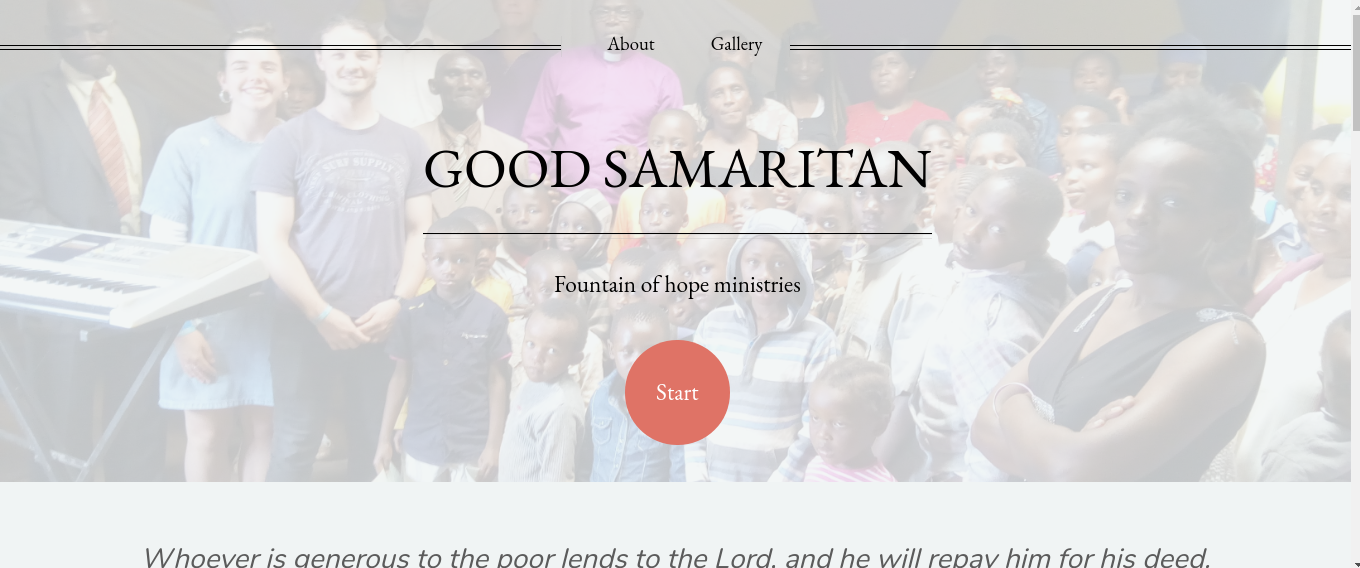 About
Gallery
GOOD SAMARITAN
Fountain of hope ministries
Start
Whoever is generous to the poor lends to the Lord, and he will repay him for his deed.